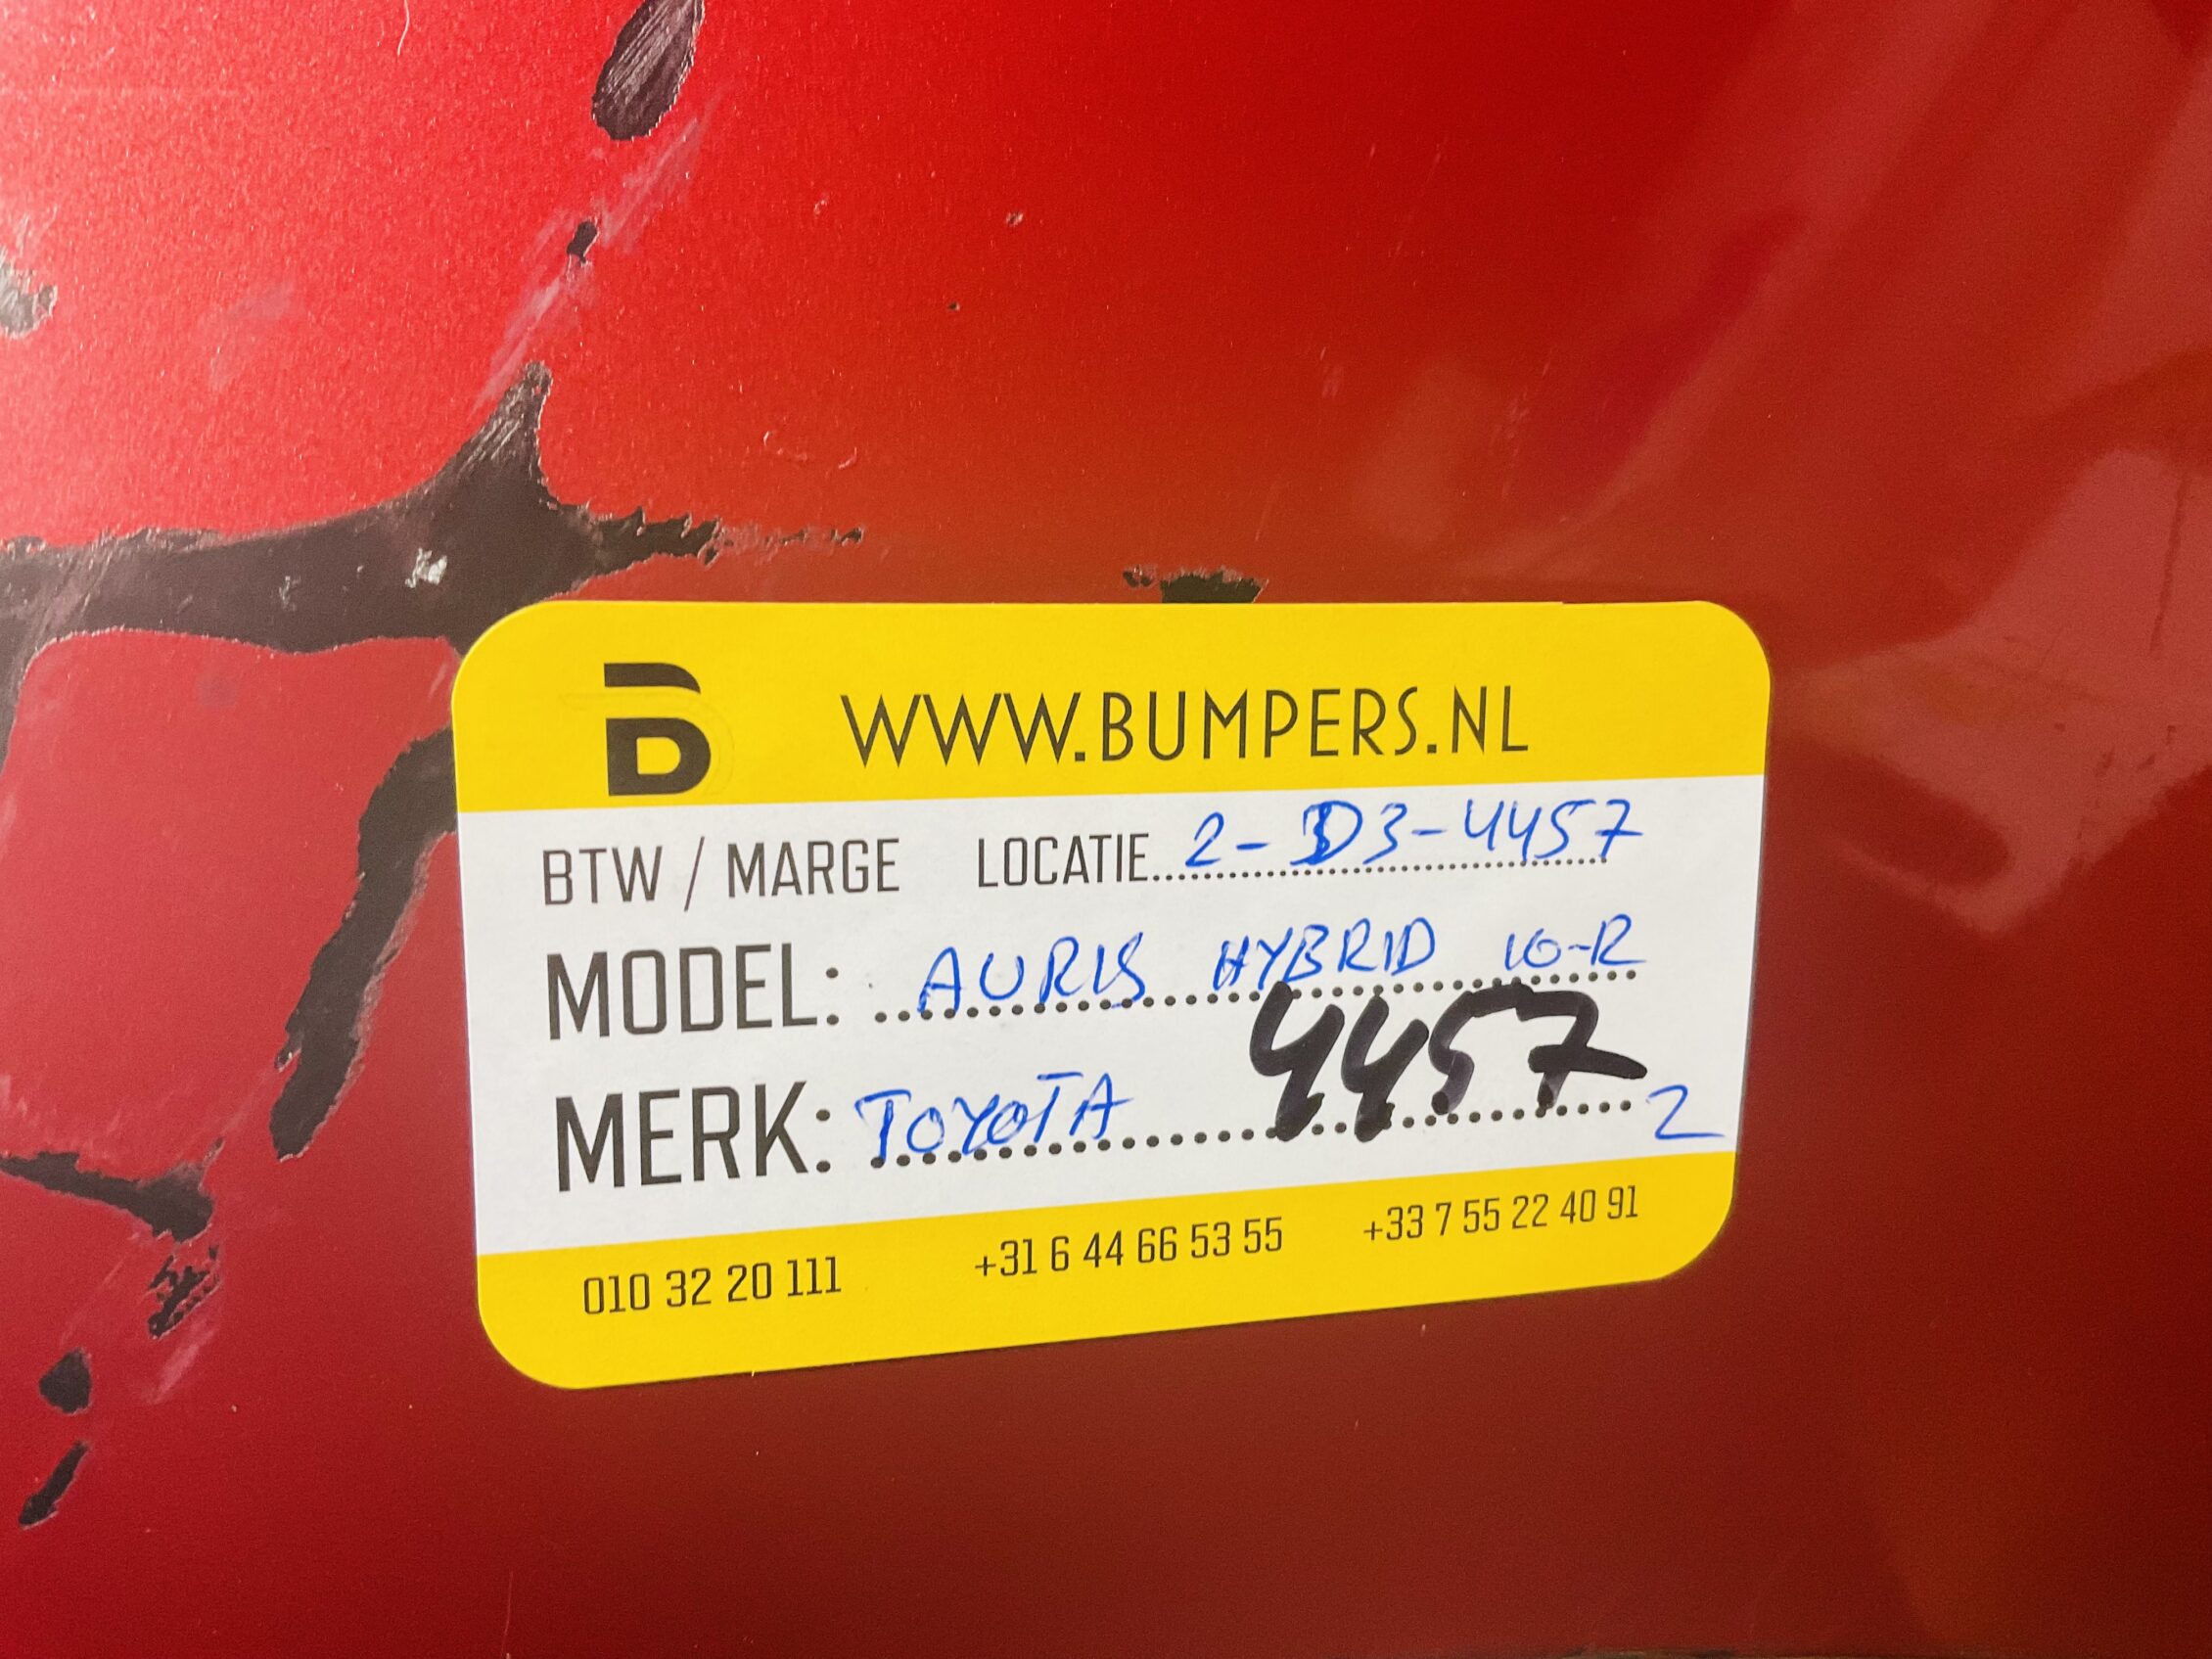 B WWW.BUMPERS.NL
BTW / MARGE LOCATIE 2-D3-4457
MODEL: AURIS HYBRID 10-R
4457
MERK: TOYOTA 2
010 32 20 111 +31 6 44 66 53 55 +33 7 55 22 40 91